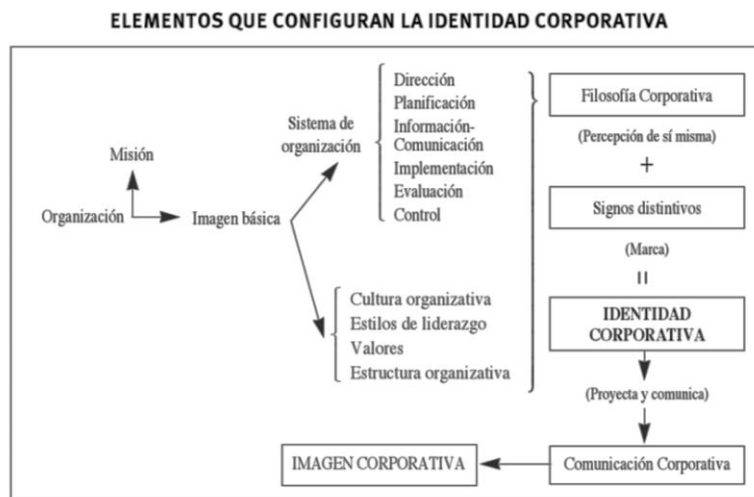 ELEMENTOS QUE CONFIGURAN LA IDENTIDAD CORPORATIVA
Misión
Organización
Imagen básica
Sistema de
organización
Dirección
Planificación
Información-
Comunicación
Implementación
Evaluación
Control
Cultura organizativa
Estilos de liderazgo
Valores
Estructura organizativa
Filosofía Corporativa
(Percepción de sí misma)
+
Signos distintivos
(Marca)
=
IDENTIDAD
CORPORATIVA
(Proyecta y comunica)
Comunicación Corporativa
IMAGEN CORPORATIVA